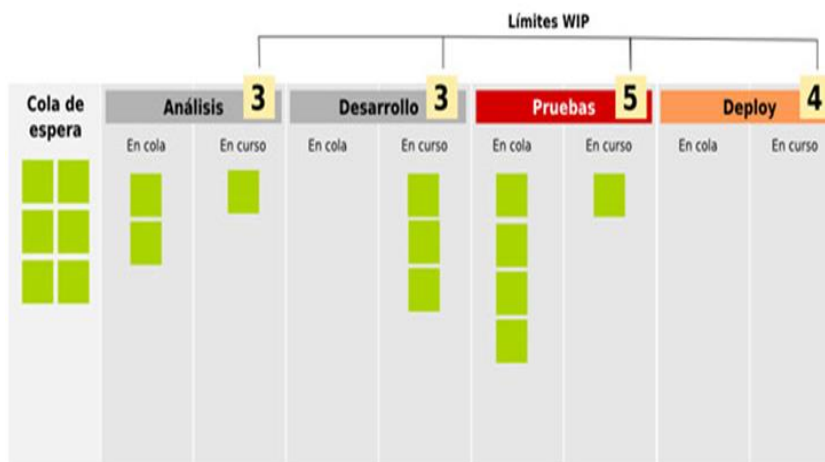 Límites WIP
Cola de
espera
Análisis 3
Desarrollo 3
Pruebas 5
Deploy 4
En cola
En curso
En cola
En curso
En cola
En curso
En cola
En curso